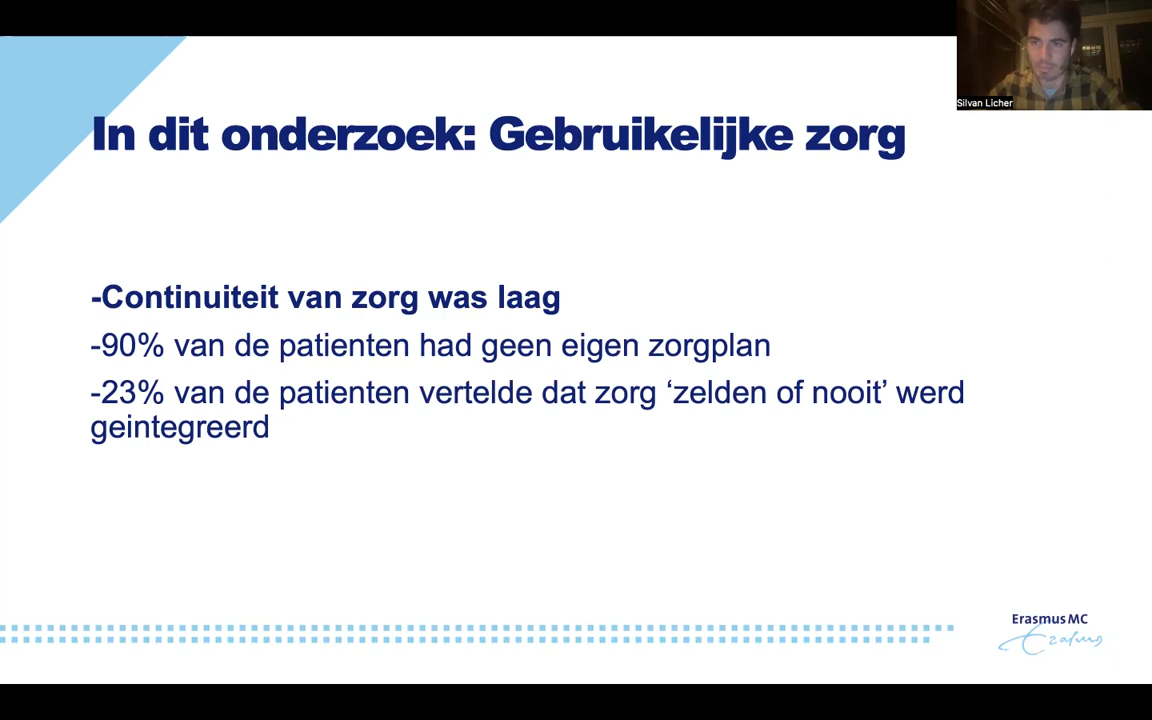 Silvan Licher
In dit onderzoek: Gebruikelijke zorg
-Continuiteit van zorg was laag
-90% van de patienten had geen eigen zorgplan
-23% van de patienten vertelde dat zorg ‘zelden of nooit’ werd
geintegreerd
Erasmus MC
Erasmus